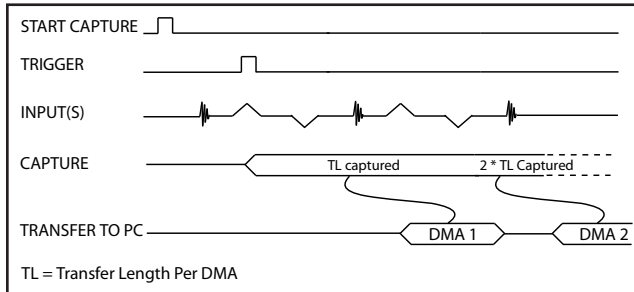 START CAPTURE
TRIGGER
INPUT(S)
CAPTURE
TL captured
2 * TL Captured
TRANSFER TO PC
DMA 1
DMA 2
TL = Transfer Length Per DMA